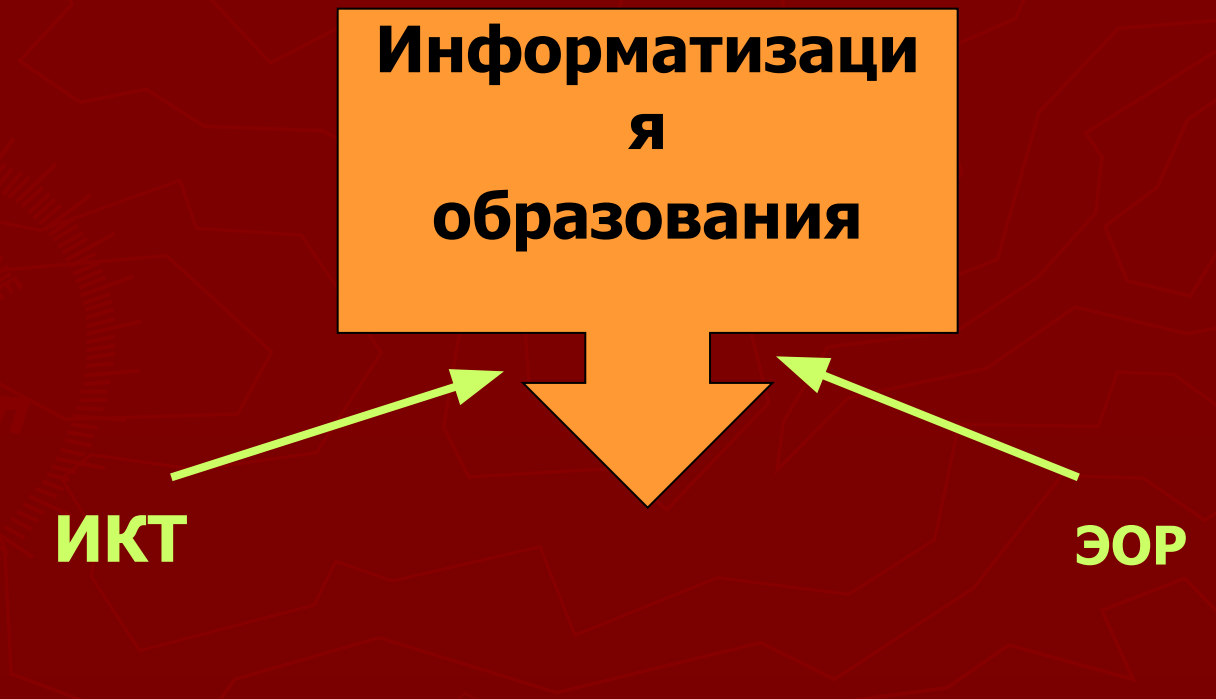 Информатизаци
я
образования
ИКТ
ЭОР